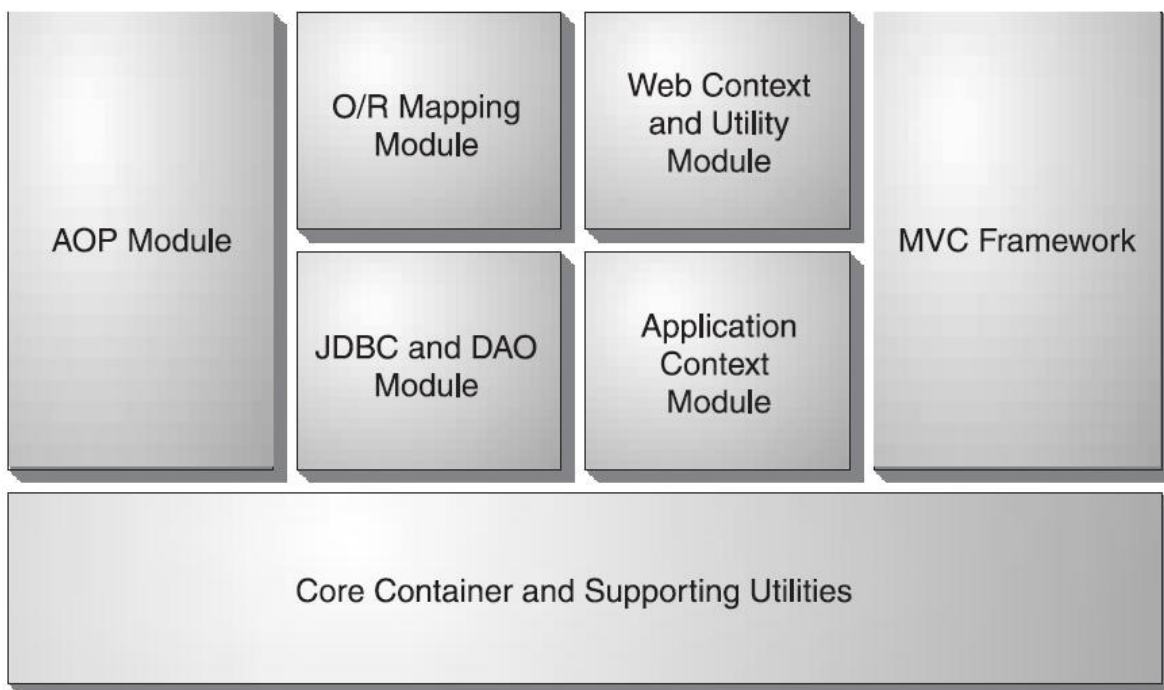 AOP Module
O/R Mapping
Module
JDBC and DAO
Module
Web Context
and Utility
Module
Application
Context
Module
MVC Framework
Core Container and Supporting Utilities